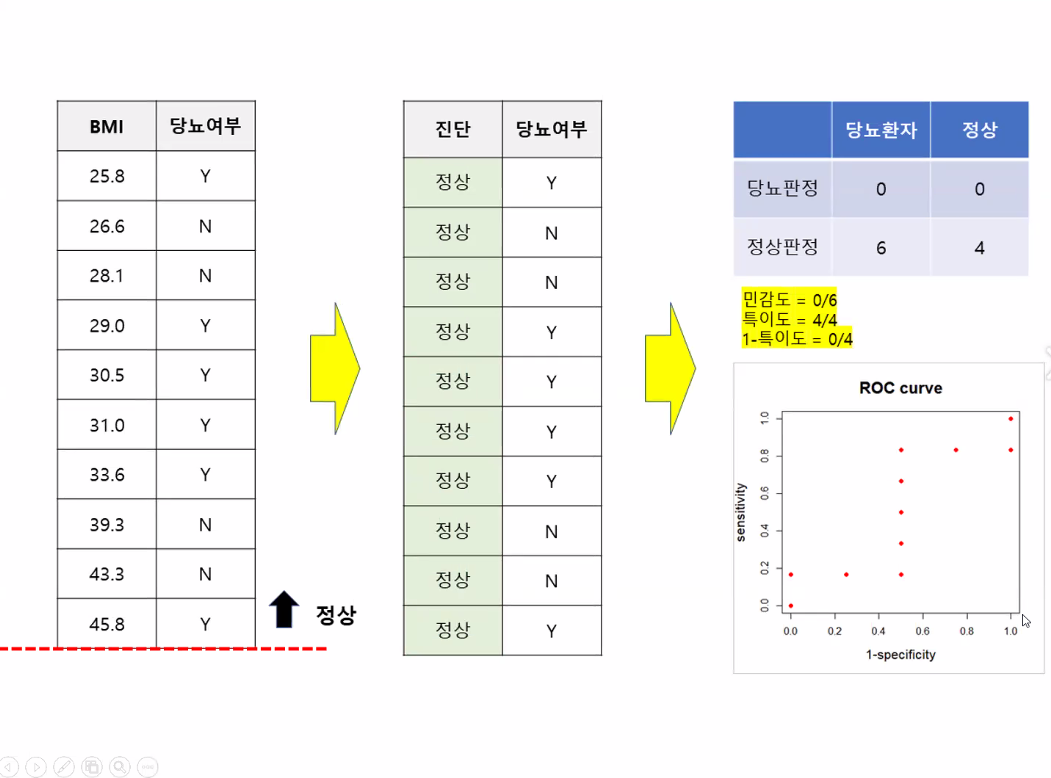 BMI 당뇨여부
25.8 Y
26.6 N
28.1 N
29.0 Y
30.5 Y
31.0 Y
33.6 Y
39.3 N
43.3 N
45.8 Y
정상
진단 당뇨여부
정상 Y
정상 N
정상 N
정상 Y
정상 Y
정상 Y
정상 Y
정상 N
정상 N
정상 Y
당뇨환자 정상
당뇨판정 0 0
정상판정 6 4
민감도 = 0/6
특이도 = 4/4
1-특이도 = 0/4
ROC curve
sensitivity
1.0
0.8
0.6
0.4
0.2
0.0
0.0 0.2 0.4 0.6 0.8 1.0
1-specificity